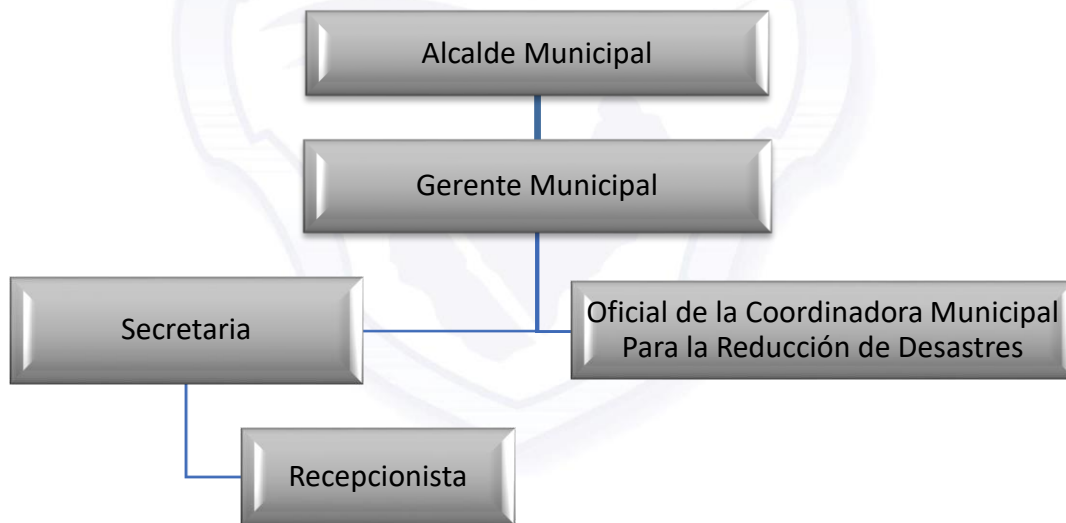 Alcalde Municipal
Gerente Municipal
Secretaria
Oficial de la Coordinadora Municipal
Para la Reducción de Desastres
Recepcionista